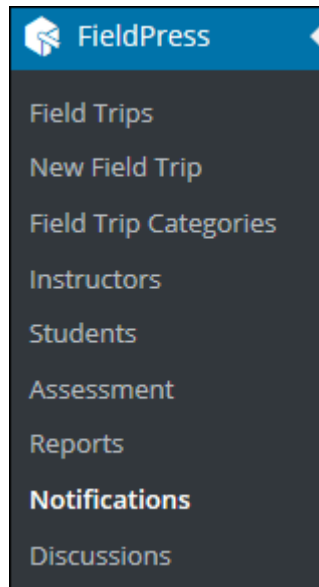 FieldPress
Field Trips
New Field Trip
Field Trip Categories
Instructors
Students
Assessment
Reports
Notifications
Discussions